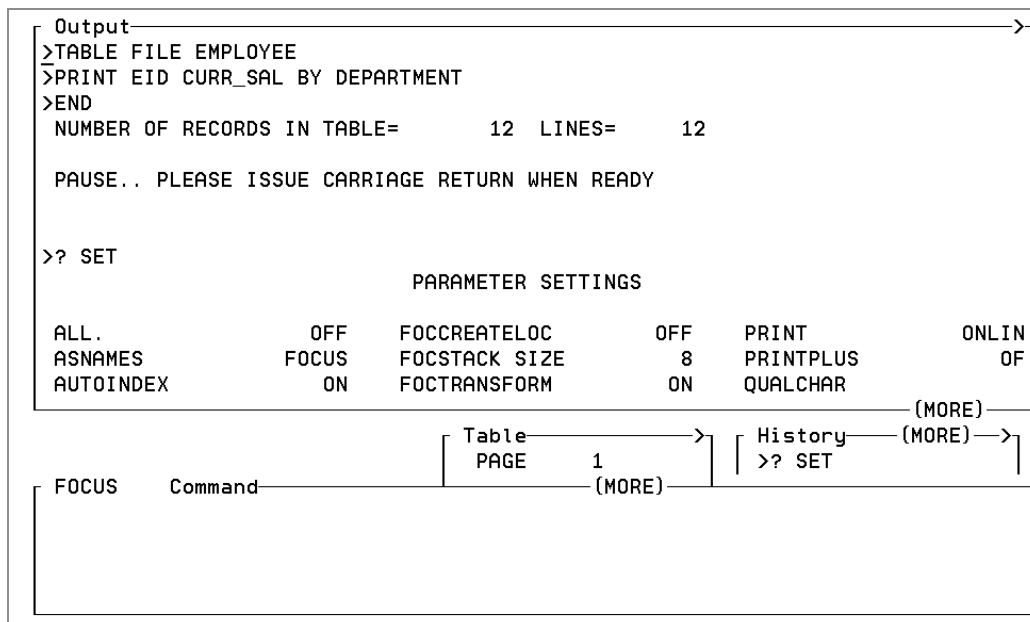 Output >
>TABLE FILE EMPLOYEE
>PRINT EID CURR_SAL BY DEPARTMENT
>END
NUMBER OF RECORDS IN TABLE= 12 LINES= 12
PAUSE.. PLEASE ISSUE CARRIAGE RETURN WHEN READY
>? SET
PARAMETER SETTINGS
ALL. OFF FOCCREATELOC OFF PRINT ONLIN
ASNAMES FOCUS FOCSTACK SIZE 8 PRINTPLUS OF
AUTOINDEX ON FOCTRANSFORM ON QUALCHAR
(MORE)
Table > History (MORE) >
PAGE 1 >? SET
FOCUS Command (MORE)